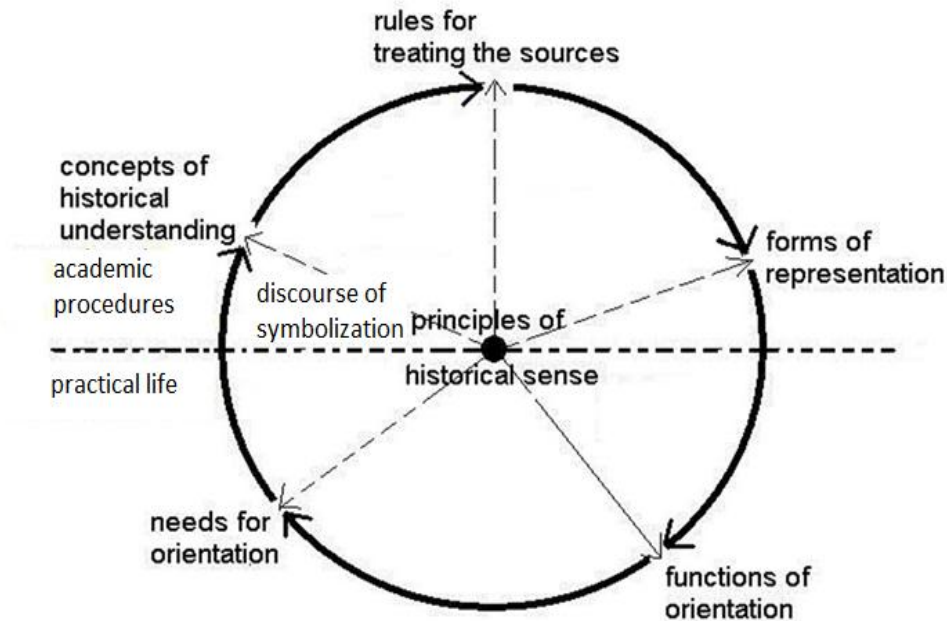 rules for
treating the sources
concepts of
historical
understanding
academic
procedures
forms of
representation
discourse of
symbolization
principles of
historical sense
practical life
needs for
orientation
functions of
orientation